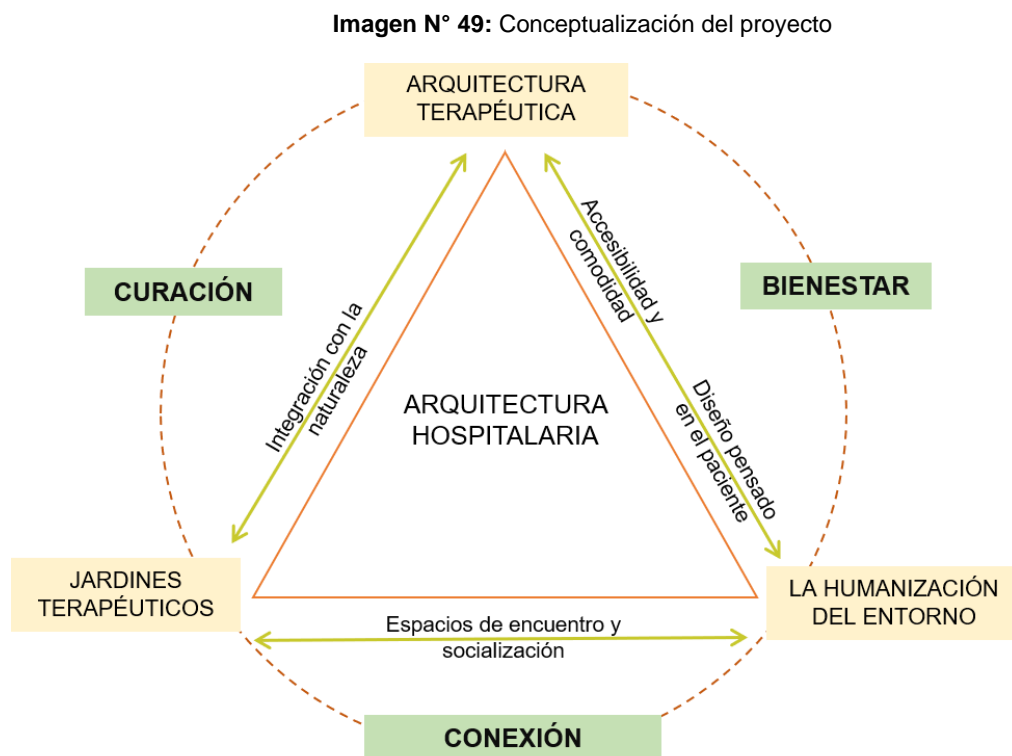 Imagen N° 49: Conceptualización del proyecto
ARQUITECTURA
TERAPÉUTICA
CURACIÓN
BIENESTAR
Integración con la
naturaleza
Accesibilidad y
comodidad
Diseño pensado
en el paciente
ARQUITECTURA
HOSPITALARIA
JARDINES
TERAPÉUTICOS
LA HUMANIZACIÓN
DEL ENTORNO
Espacios de encuentro y
socialización
CONEXIÓN